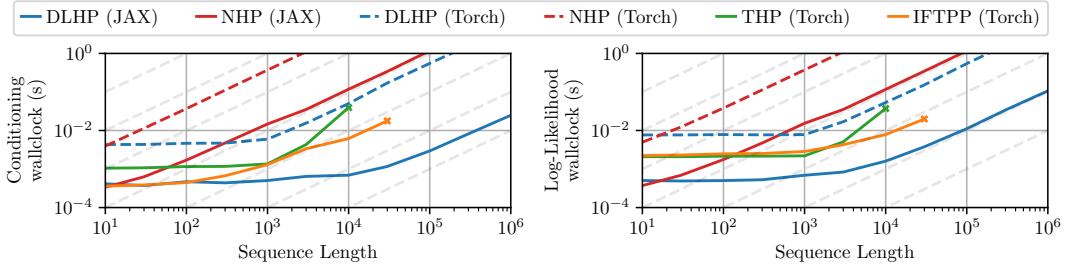 DLHP (JAX) NHP (JAX) DLHP (Torch) NHP (Torch) THP (Torch) IFTPP (Torch)
Conditioning
wallclock (s)
10^0
10^−2
10^−4
10^1 10^2 10^3 10^4 10^5 10^6
Sequence Length
Log-Likelihood
wallclock (s)
10^0
10^−2
10^−4
10^1 10^2 10^3 10^4 10^5 10^6
Sequence Length